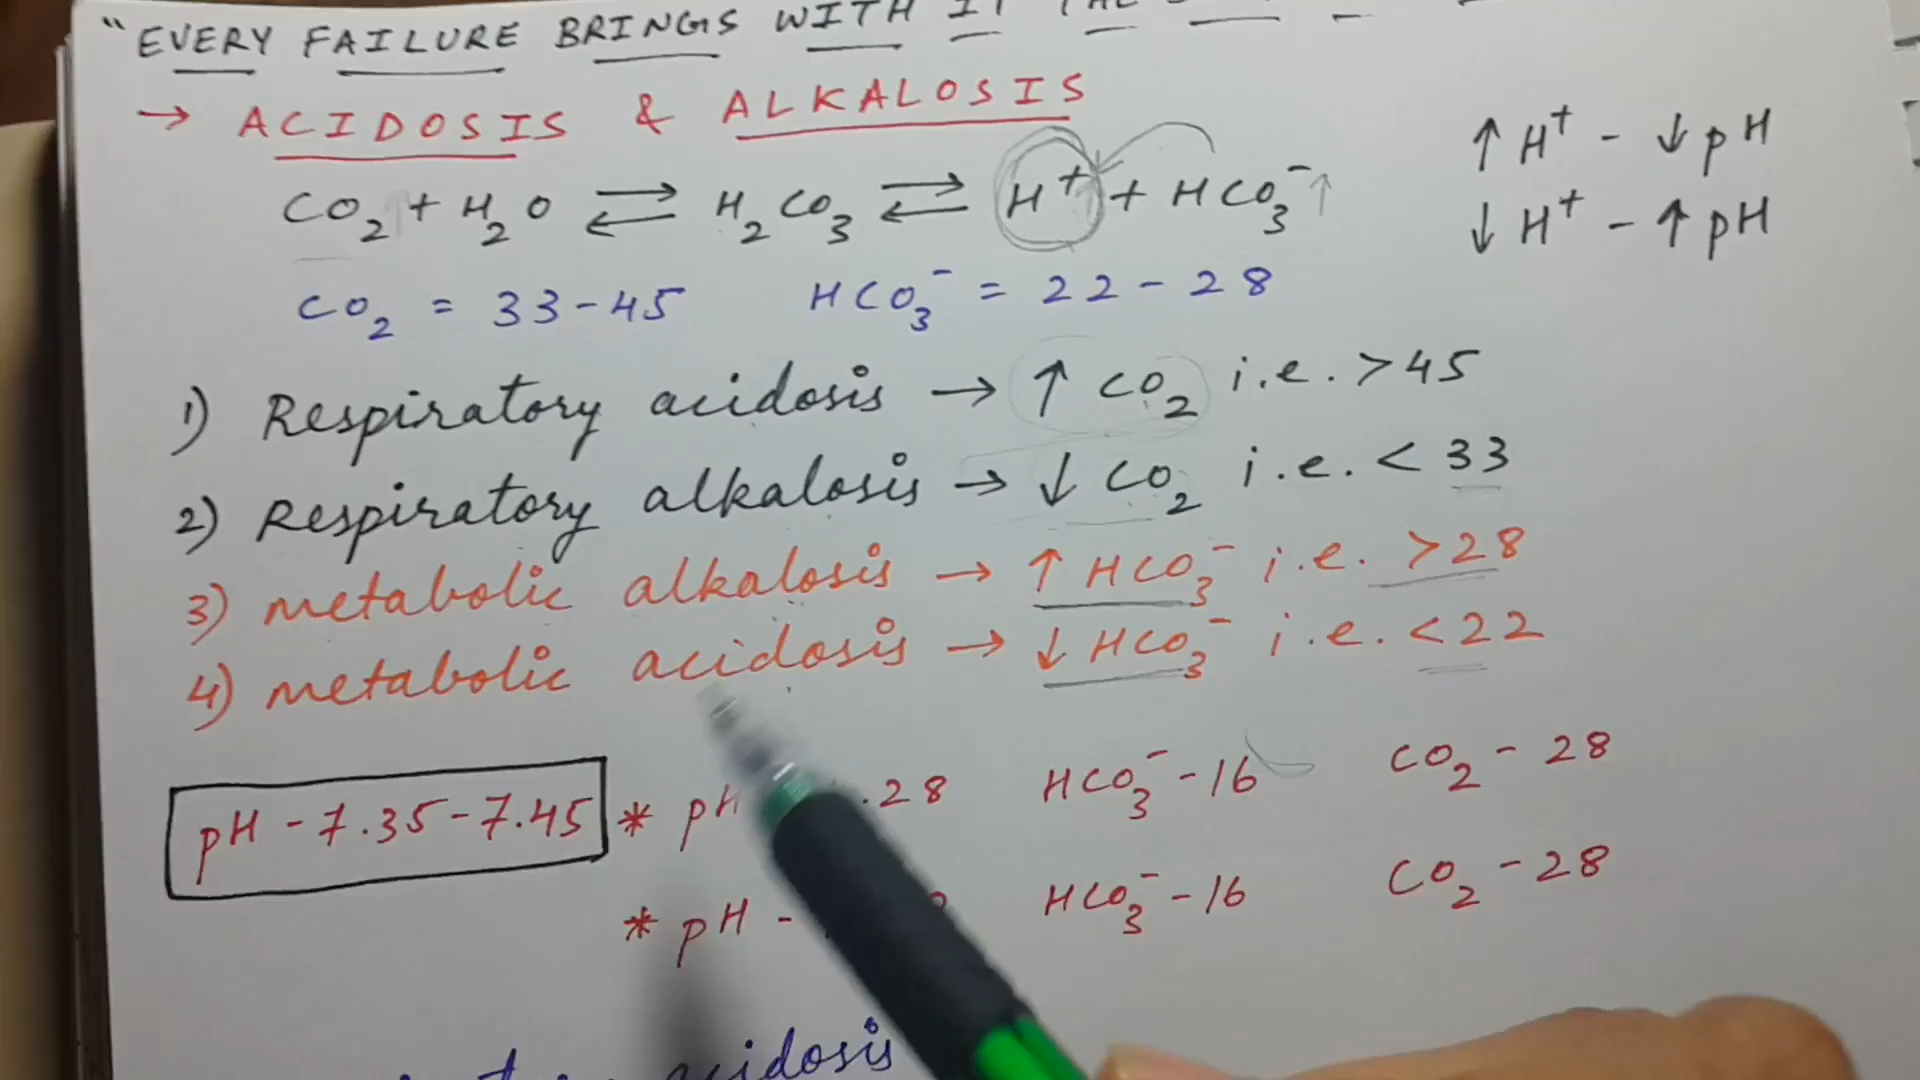 "EVERY FAILURE BRINGS WITH IT THE
→ ACIDOSIS & ALKALOSIS
CO₂ + H₂O ⇌ H₂CO₃ ⇌ H⁺ + HCO₃⁻ ↑
↑ H⁺ - ↓ pH
↓ H⁺ - ↑ pH
CO₂ = 33-45 HCO₃⁻ = 22-28
1) Respiratory acidosis → ↑ CO₂ i.e. >45
2) Respiratory alkalosis → ↓ CO₂ i.e. < 33
3) metabolic alkalosis → ↑ HCO₃⁻ i.e. >28
4) metabolic acidosis → ↓ HCO₃⁻ i.e. <22
pH - 7.35-7.45
* pH .28 HCO₃⁻ - 16 CO₂ - 28
* pH - HCO₃⁻ - 16 CO₂ - 28
acidosis